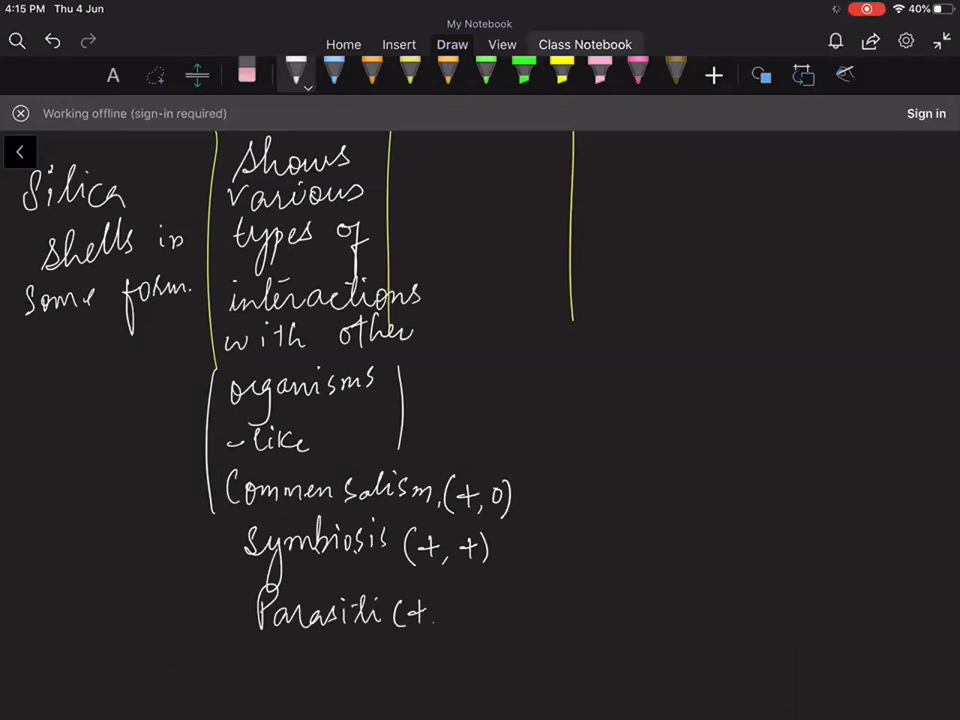 4:15 PM Thu 4 Jun
40%
My Notebook
Home Insert Draw View Class Notebook
A
Working offline (sign-in required)
Sign in
Silica
shells in
some form.
shows
various
types of
interactions
with other
organisms
- like
Commensalism, (+, 0)
Symbiosis (+, +)
Parasiti (+.